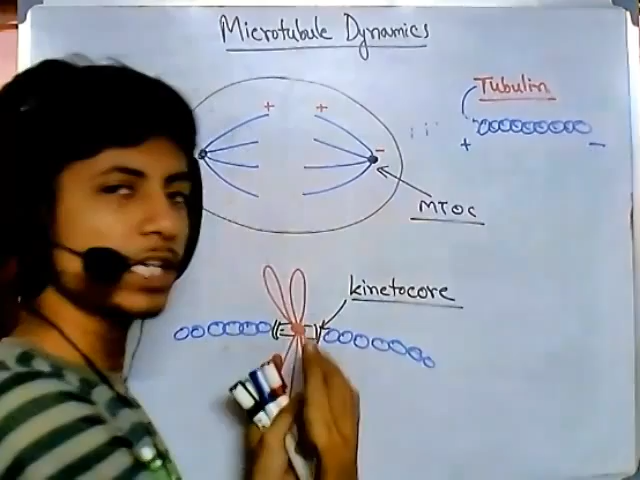 Microtubule Dynamics
+ +
Tubulin
+ -
-
MTOC
kinetocore